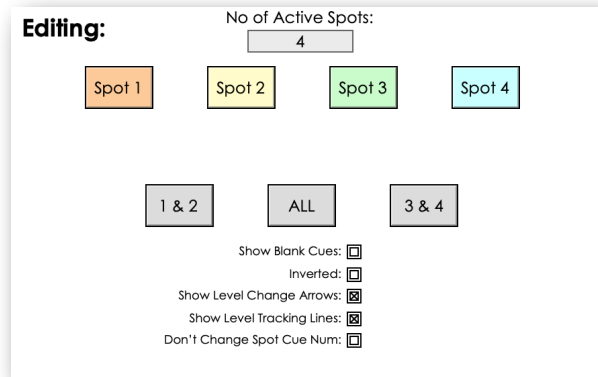 Editing:
No of Active Spots:
4
Spot 1 Spot 2 Spot 3 Spot 4
1 & 2 ALL 3 & 4
Show Blank Cues:
Inverted:
Show Level Change Arrows:
Show Level Tracking Lines:
Don't Change Spot Cue Num: